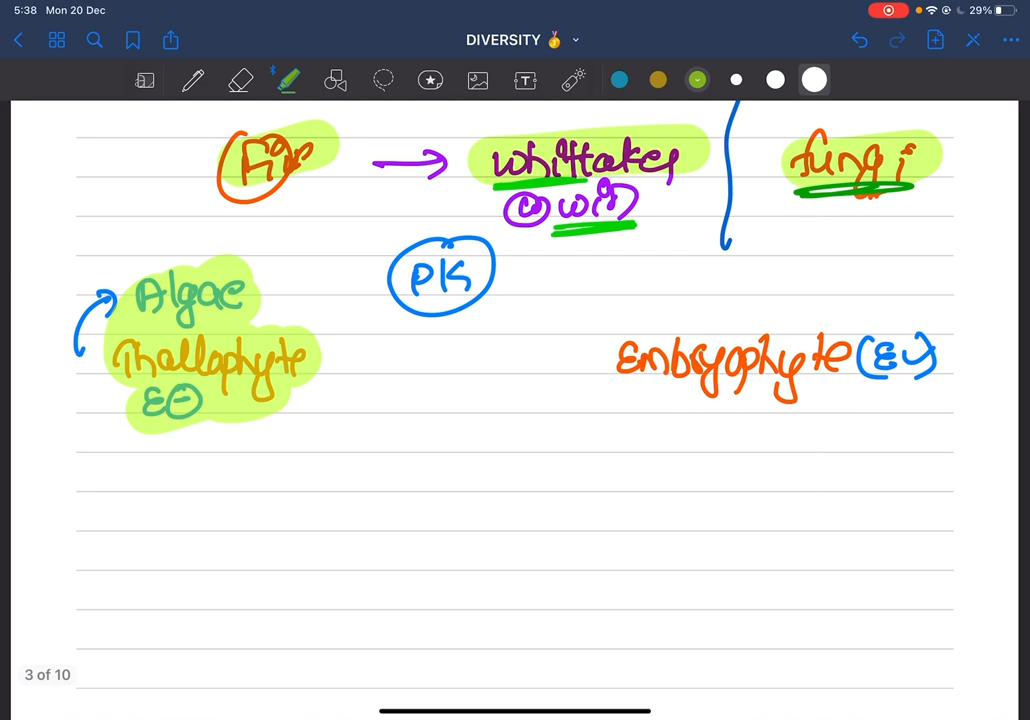 5:38 Mon 20 Dec
29%
DIVERSITY 🥇
T
whittaker
fungi
PK
Algae
Thallophyte
Embryophyte (E✓)
E⊖
3 of 10